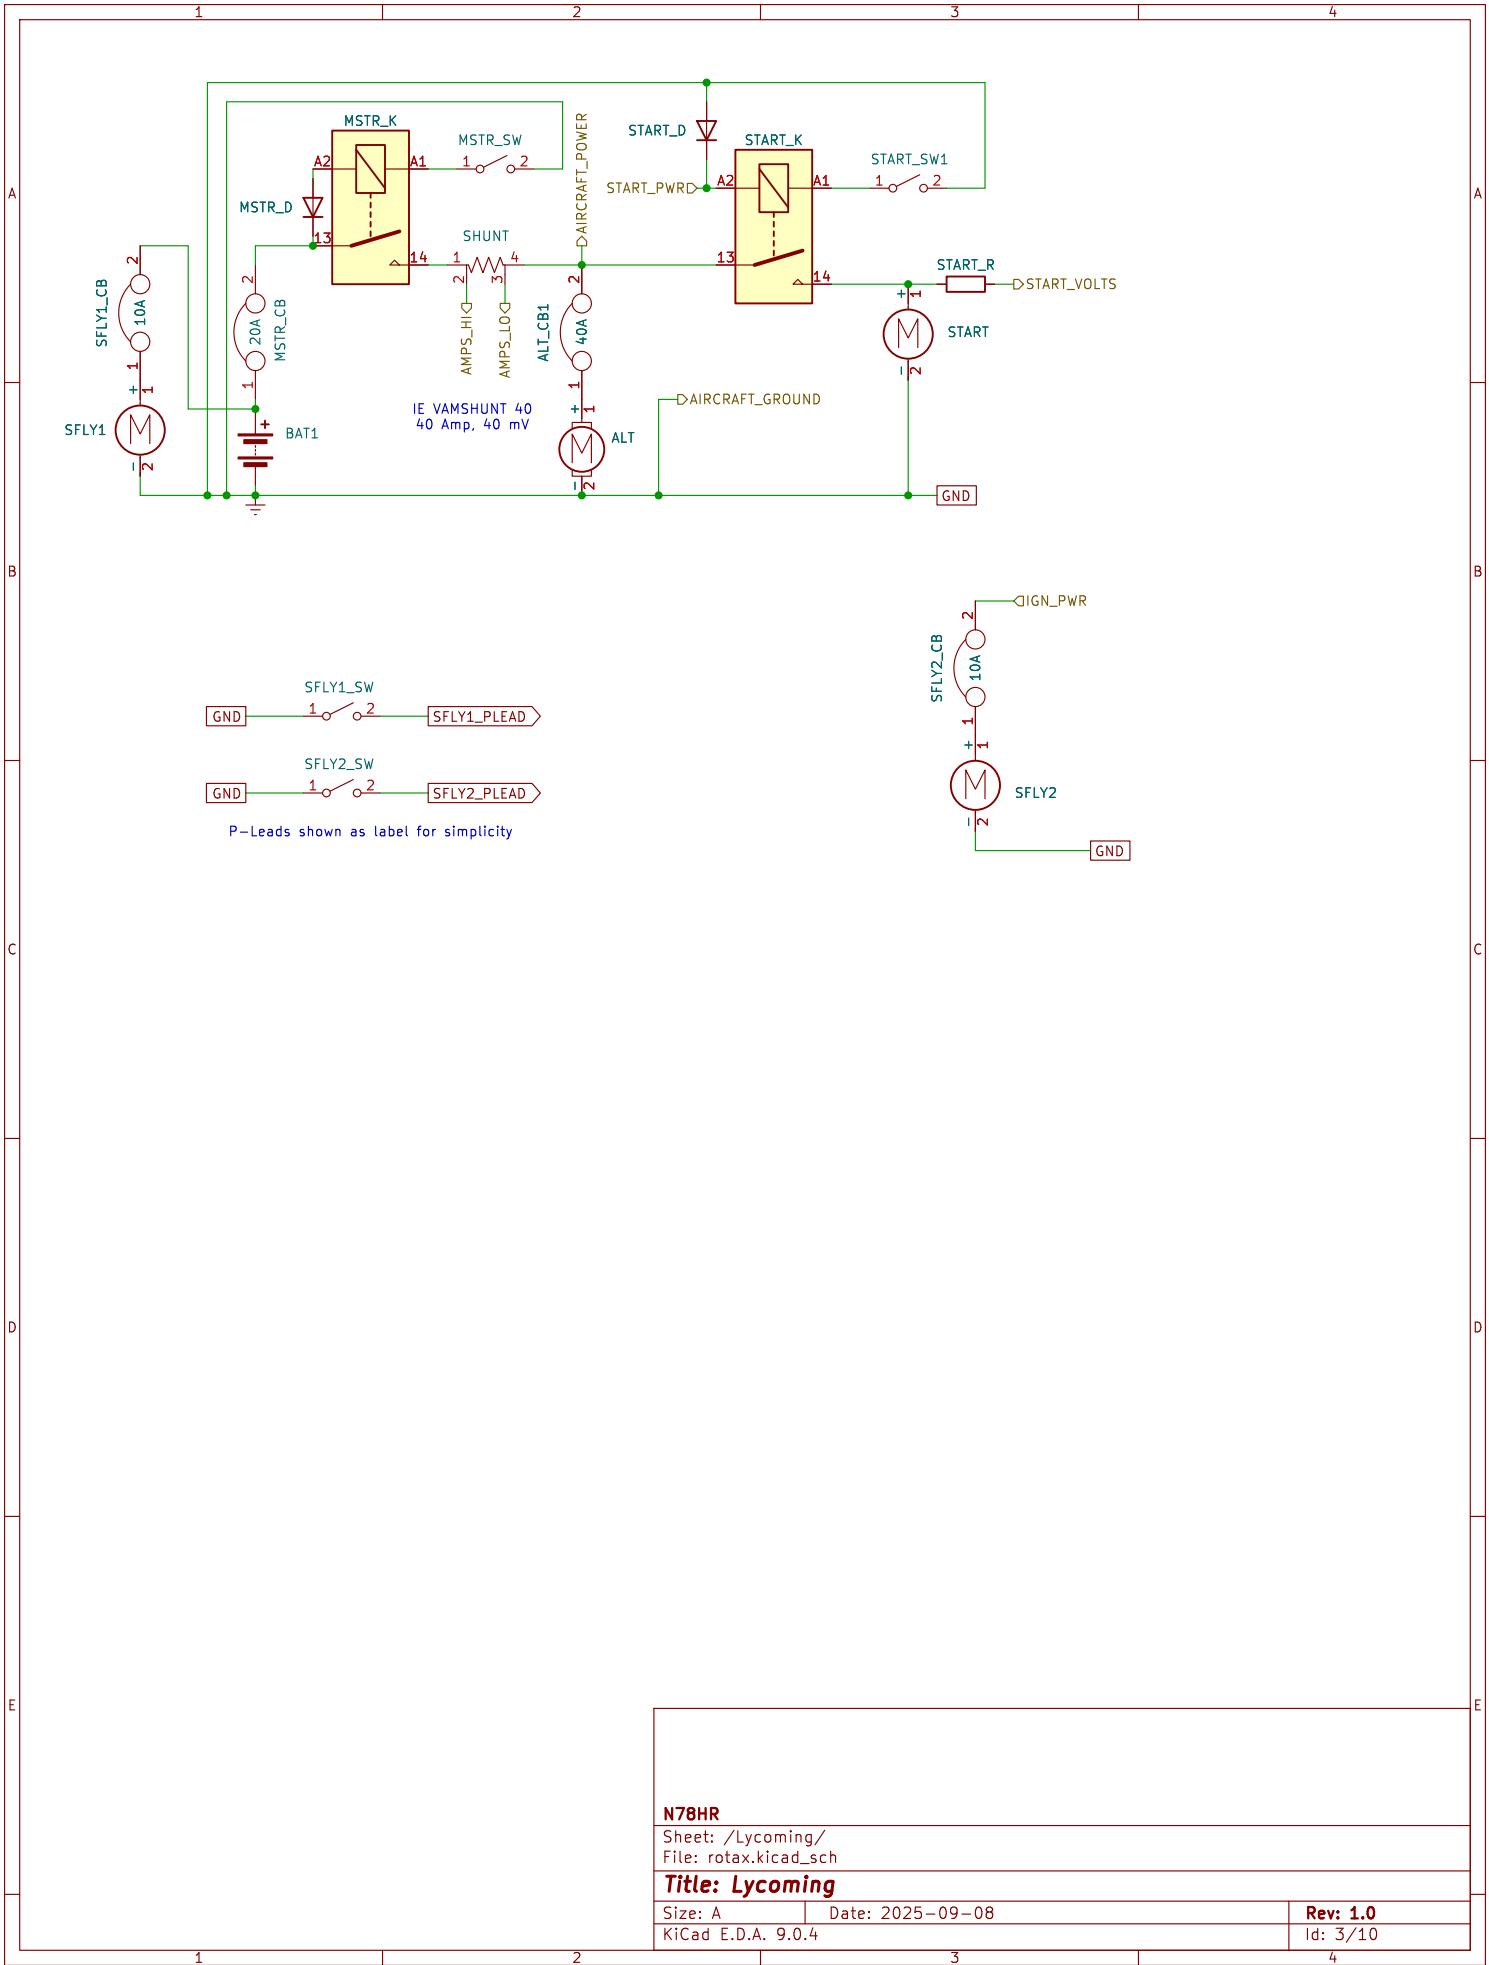 1 2 3 4
A A
B B
C C
D D
E E
START_D
MSTR_K
MSTR_SW
A2 A1 1 2
MSTR_D
13
14
AIRCRAFT_POWER
START_K
START_SW1
START_PWR
A2 A1 1 2
13
14
SHUNT
1 4
2 3
AMPS_HI
AMPS_LO
START_R
START_VOLTS
+ 1
M
START
- 2
SFLY1_CB
2
10A
1
+ 1
M
SFLY1
- 2
MSTR_CB
2
20A
1
+
BAT1
ALT_CB1
2
40A
1
+ 1
M
ALT
- 2
IE VAMSHUNT 40
40 Amp, 40 mV
AIRCRAFT_GROUND
GND
IGN_PWR
SFLY2_CB
2
10A
1
+ 1
M
SFLY2
- 2
GND
SFLY1_SW
GND 1 2 SFLY1_PLEAD
SFLY2_SW
GND 1 2 SFLY2_PLEAD
P-Leads shown as label for simplicity
N78HR
Sheet: /Lycoming/
File: rotax.kicad_sch
Title: Lycoming
Size: A Date: 2025-09-08 Rev: 1.0
KiCad E.D.A. 9.0.4 Id: 3/10
1 2 3 4